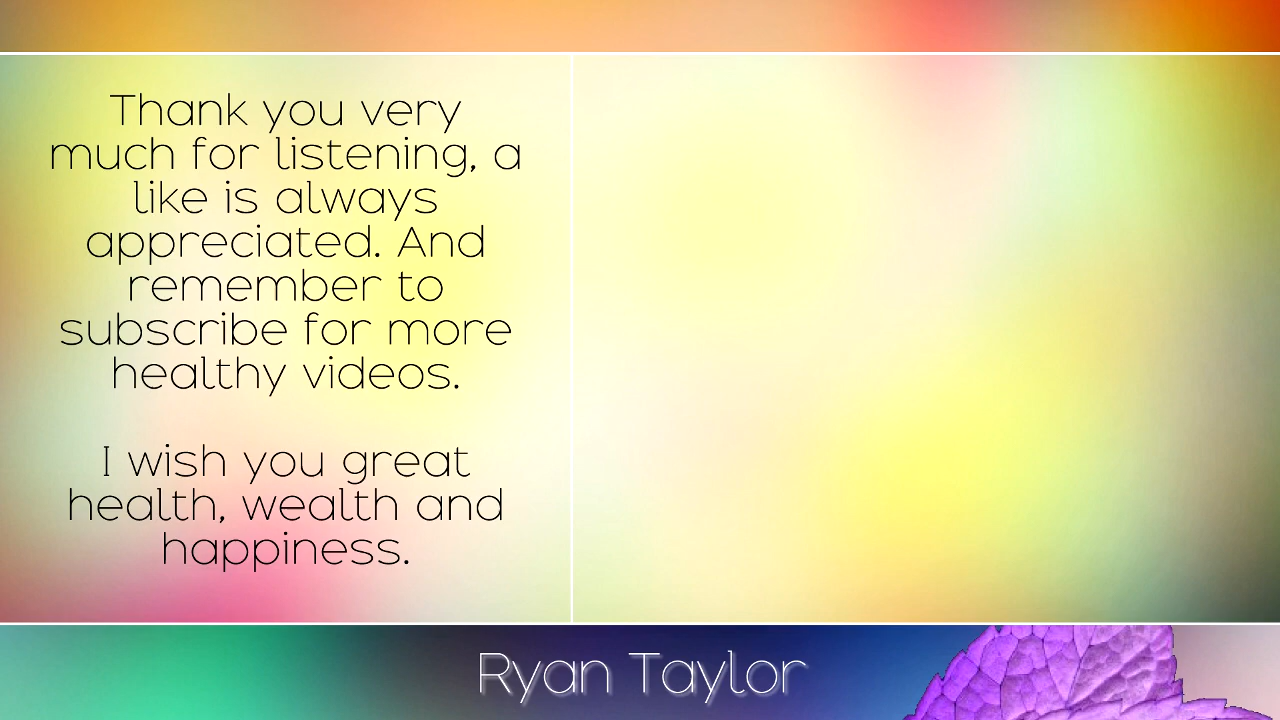 Thank you very
much for listening, a
like is always
appreciated. And
remember to
subscribe for more
healthy videos.
I wish you great
health, wealth and
happiness.
Ryan Taylor